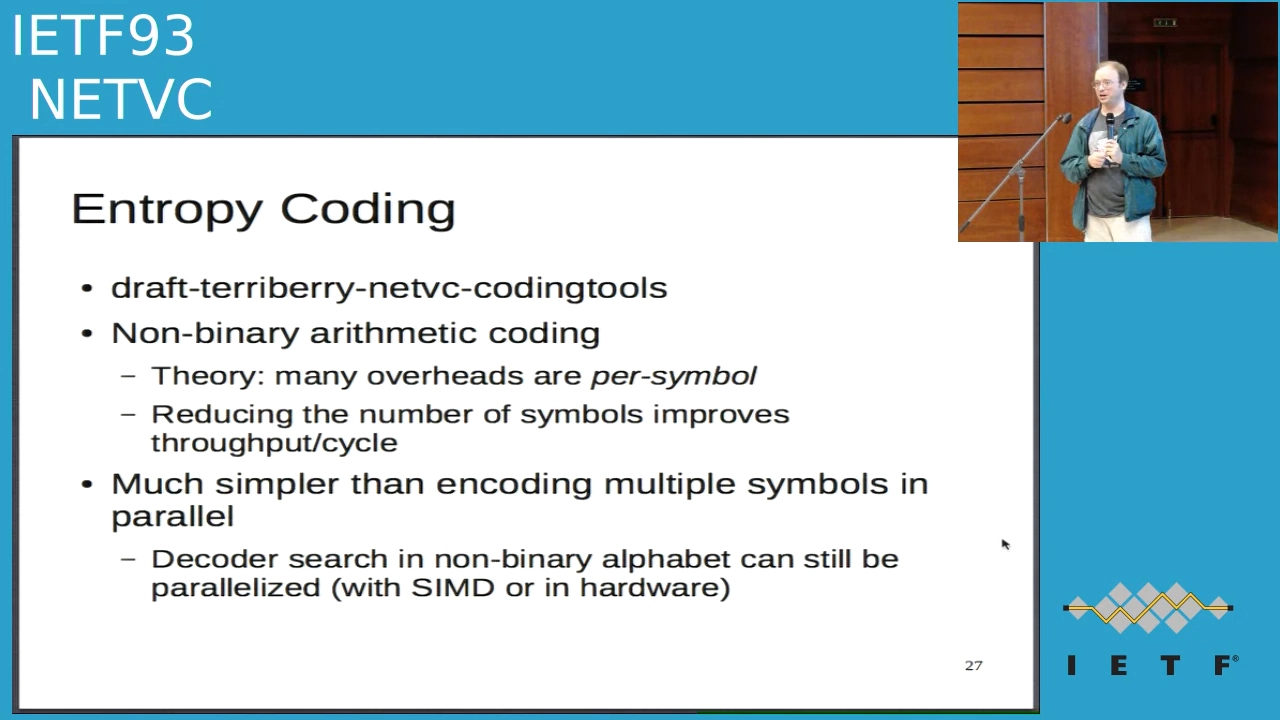 IETF93
NETVC
Entropy Coding
• draft-terriberry-netvc-codingtools
• Non-binary arithmetic coding
– Theory: many overheads are per-symbol
– Reducing the number of symbols improves
throughput/cycle
• Much simpler than encoding multiple symbols in
parallel
– Decoder search in non-binary alphabet can still be
parallelized (with SIMD or in hardware)
27
I E T F®